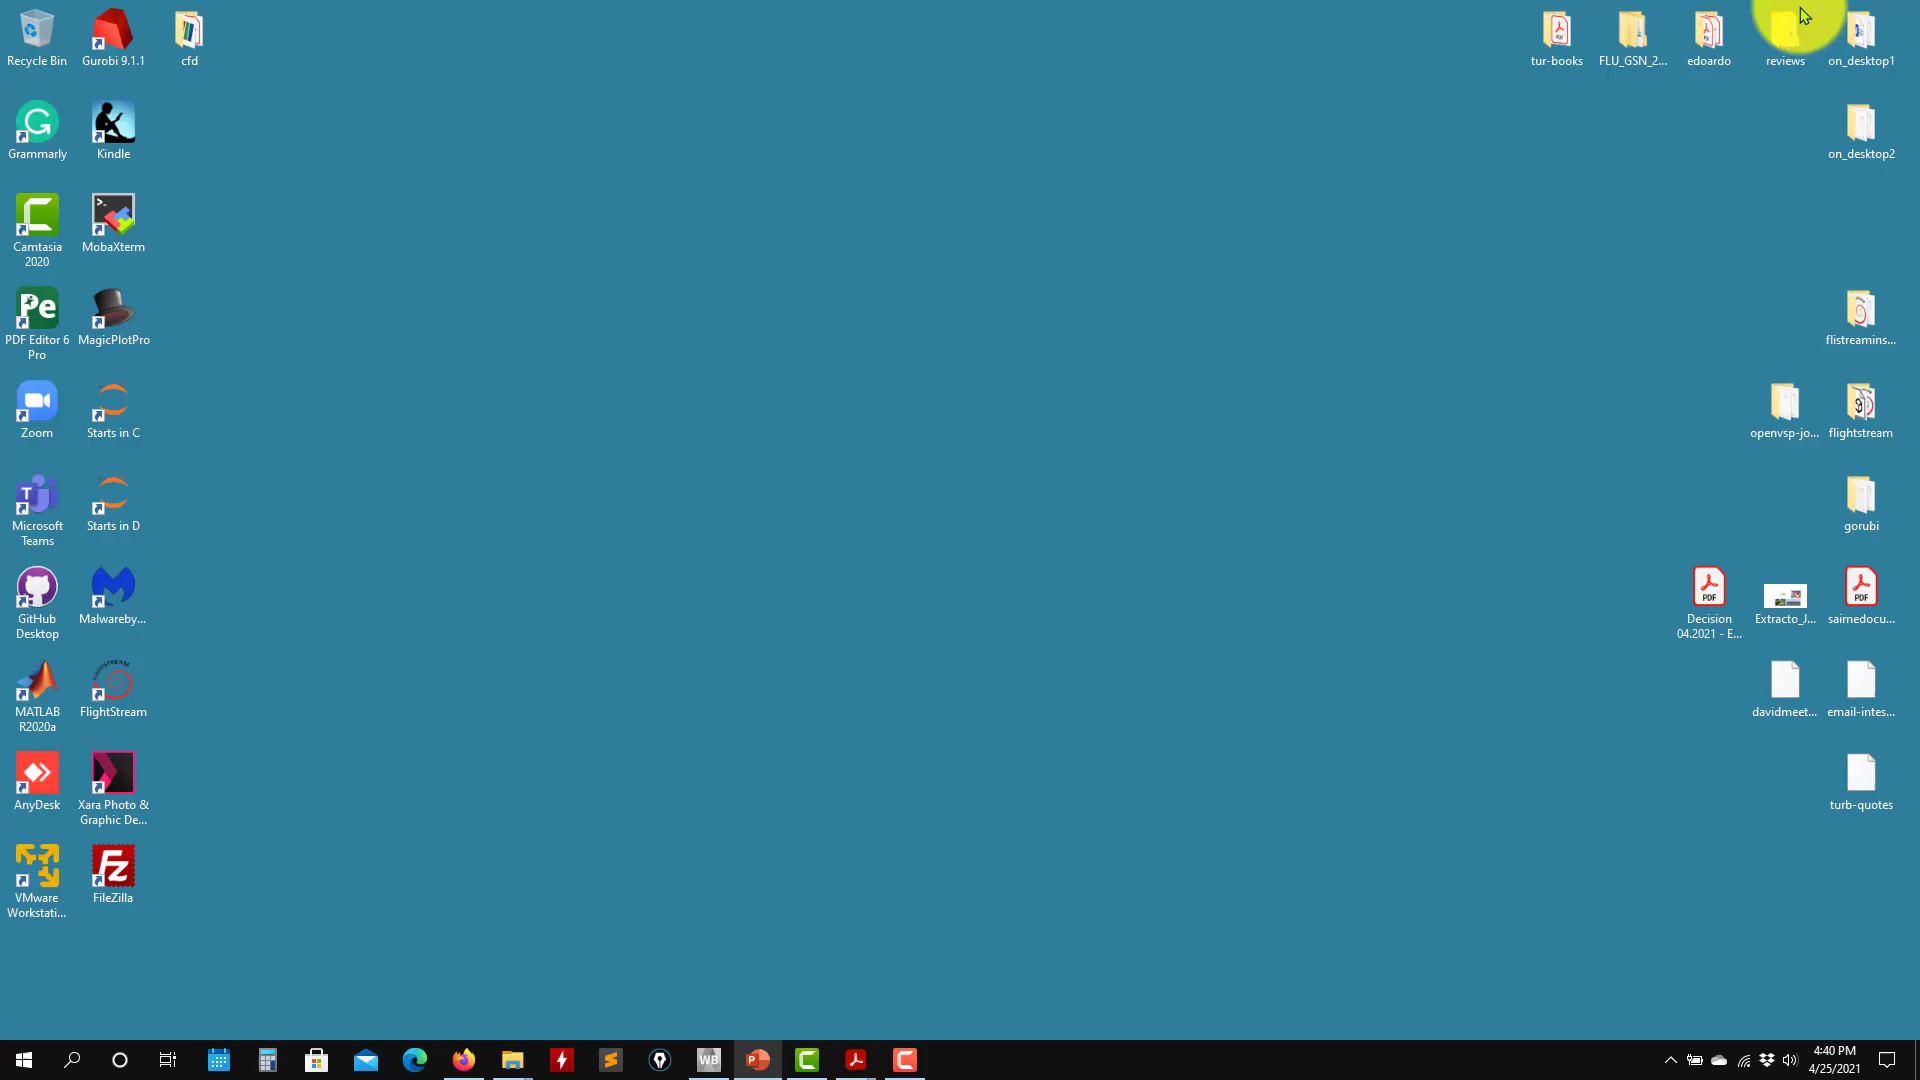 Recycle Bin
Gurobi 9.1.1
cfd
tur-books
FLU_GSN_2...
edoardo
reviews
on_desktop1
Grammarly
Kindle
on_desktop2
Camtasia
2020
MobaXterm
PDF Editor 6
Pro
MagicPlotPro
flistreamins...
Zoom
Starts in C
openvsp-jo...
flightstream
Microsoft
Teams
Starts in D
gorubi
GitHub
Desktop
Malwareby...
Decision
04.2021 - E...
Extracto_J...
saimedocu...
MATLAB
R2020a
FlightStream
davidmeet...
email-intes...
AnyDesk
Xara Photo &
Graphic De...
turb-quotes
VMware
Workstati...
FileZilla
4:40 PM
4/25/2021